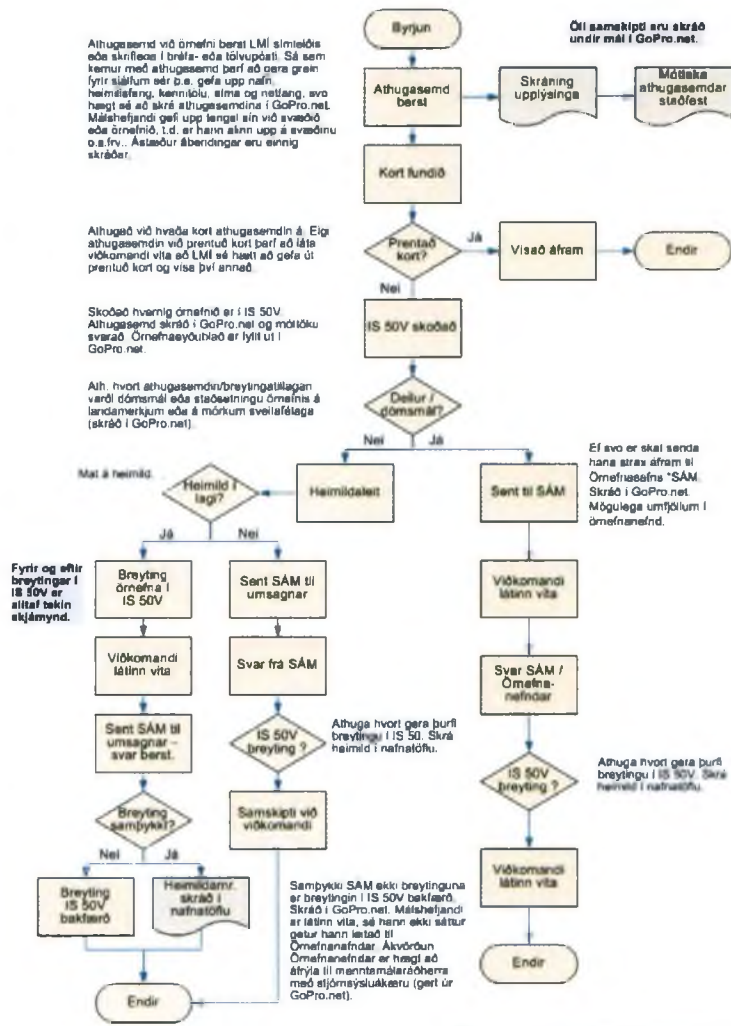 Byrjun
Öll samskipti eru skráð
undir mál í GoPro.net.
Athugasemd við örnefni berst LMÍ símleiðis
eða skriflega í bréfa- eða tölvupósti. Sá sem
kemur með athugasemd þarf að gera grein
fyrir sjálfum sér þ.e. gefa upp nafn,
heimilisfang, kennitölu, síma og netfang, svo
hægt sé að skrá athugasemdina í GoPro.net.
Málshefjandi gefi upp tengsl sín við svæðið
eða örnefnið, t.d. er hann alinn upp á svæðinu
o.s.frv.. Ástæður ábendingar eru einnig
skráðar.
Athugasemd
berst
Skráning
upplýsinga
Móttaka
athugasemdar
staðfest
Kort fundið
Athugað við hvaða kort athugasemdin á. Eigi
athugasemdin við prentuð kort þarf að láta
viðkomandi vita að LMÍ sé hætt að gefa út
prentuð kort og vísa því annað.
Prentað
kort?
Já
Vísað áfram
Endir
Nei
Skoðað hvernig örnefnið er í IS 50V.
Athugasemd skráð í GoPro.net og móttöku
svarað. Örnefnaeyðublað er fyllt út í
GoPro.net.
IS 50V skoðað
Ath. hvort athugasemdin/breytingatillagan
varði dómsmál eða staðsetningu örnefnis á
landamerkjum eða á mörkum sveitafélaga
(skráð í GoPro.net).
Deilur /
dómsmál?
Nei
Já
Mat á heimild.
Heimild í
lagi?
Heimildaleit
Sent til SÁM
Ef svo er skal senda
hana strax áfram til
Örnefnasafns *SÁM.
Skráð í GoPro.net.
Mögulega umfjöllum í
örnefnanefnd.
Já
Nei
Fyrir og eftir
breytingar í
IS 50V er
alltaf tekin
skjámynd.
Breyting
örnefna í
IS 50V
Sent SÁM til
umsagnar
Viðkomandi
látinn vita
Viðkomandi
látinn vita
Svar frá SÁM
Svar SÁM /
Örnefna-
nefndar
Sent SÁM til
umsagnar –
svar berst.
IS 50V
breyting ?
Athuga hvort gera þurfi
breytingu í IS 50. Skrá
heimild í nafnatöflu.
IS 50V
breyting ?
Athuga hvort gera þurfi
breytingu í IS 50V. Skrá
heimild í nafnatöflu.
Breyting
samþykkt?
Samskipti við
viðkomandi
Nei
Já
Breyting
IS 50V
bakfærð
Heimildarnr.
skráð í
nafnatöflu
Samþykki SÁM ekki breytinguna
er breytingin í IS 50V bakfærð.
Skráð í GoPro.net. Málshefjandi
er látinn vita, sé hann ekki sáttur
getur hann leitað til
Örnefnanefndar. Ákvörðun
Örnefnanefndar er hægt að
áfrýja til menntamálaráðherra
með stjórnsýslukæru (gert úr
GoPro.net).
Viðkomandi
látinn vita
Endir
Endir